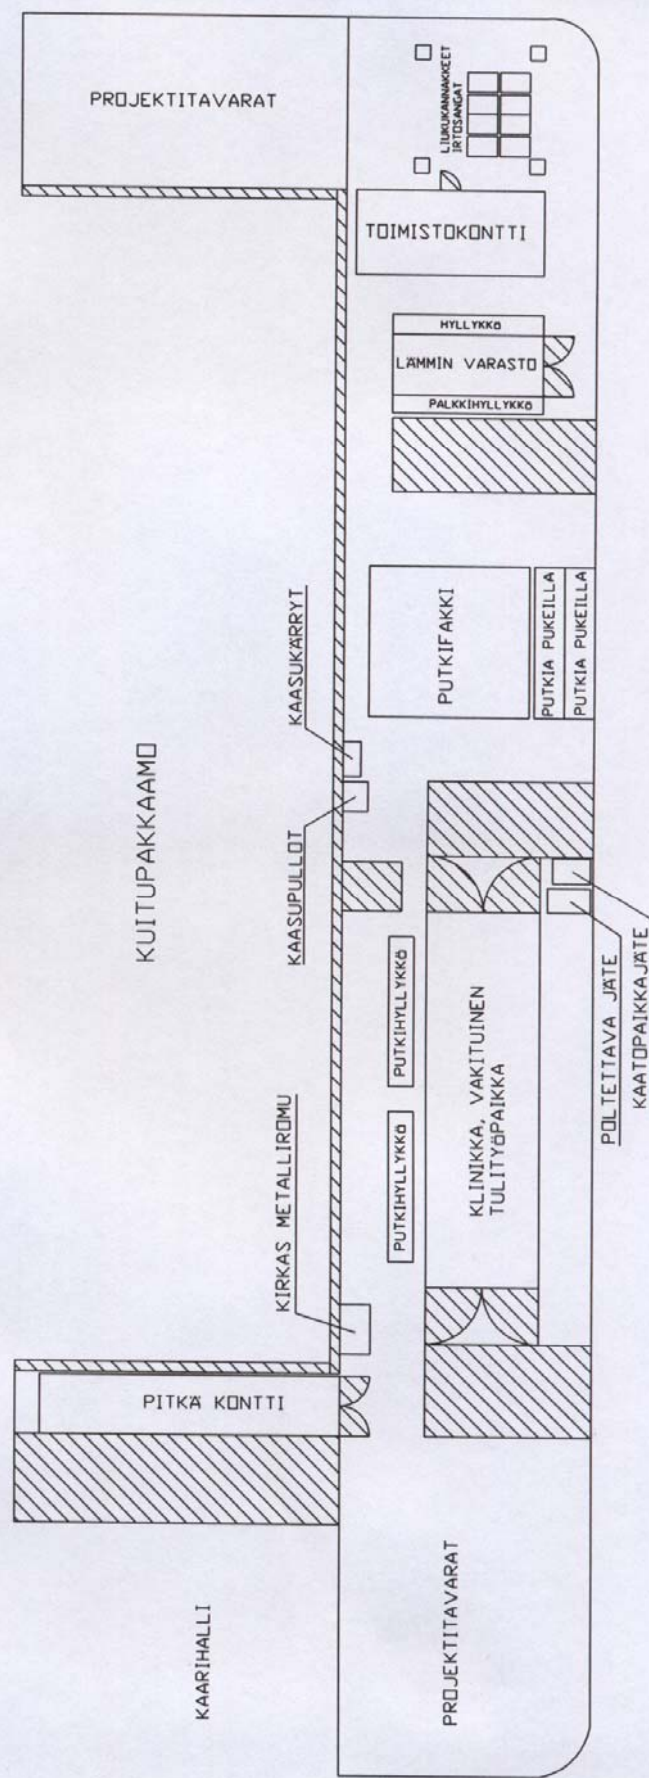 PROJEKTITAVARAT
LIUKUKANNAKKEET
IRTOSANGAT
TOIMISTOKONTTI
HYLLYKKÖ
LÄMMIN VARASTO
PALKKIHYLLYKKÖ
KUITUPAKKAAMO
KAASUKÄRRYT
KAASUPULLOT
PUTKIFAKKI
PUTKIA PUKEILLA
PUTKIA PUKEILLA
PUTKIHYLLYKKÖ
PUTKIHYLLYKKÖ
KLINIKKA, VAKITUINEN
TULITYÖPAIKKA
POLTETTAVA JÄTE
KAATOPAIKKAJÄTE
KIRKAS METALLIROMU
PITKÄ KONTTI
KAARIHALLI
PROJEKTITAVARAT